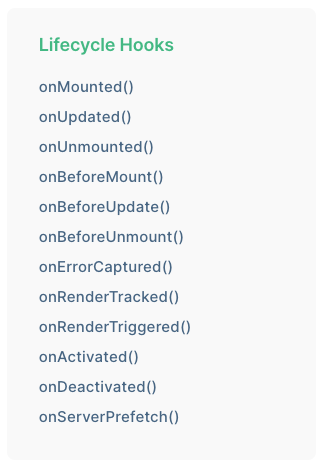 Lifecycle Hooks
onMounted()
onUpdated()
onUnmounted()
onBeforeMount()
onBeforeUpdate()
onBeforeUnmount()
onErrorCaptured()
onRenderTracked()
onRenderTriggered()
onActivated()
onDeactivated()
onServerPrefetch()